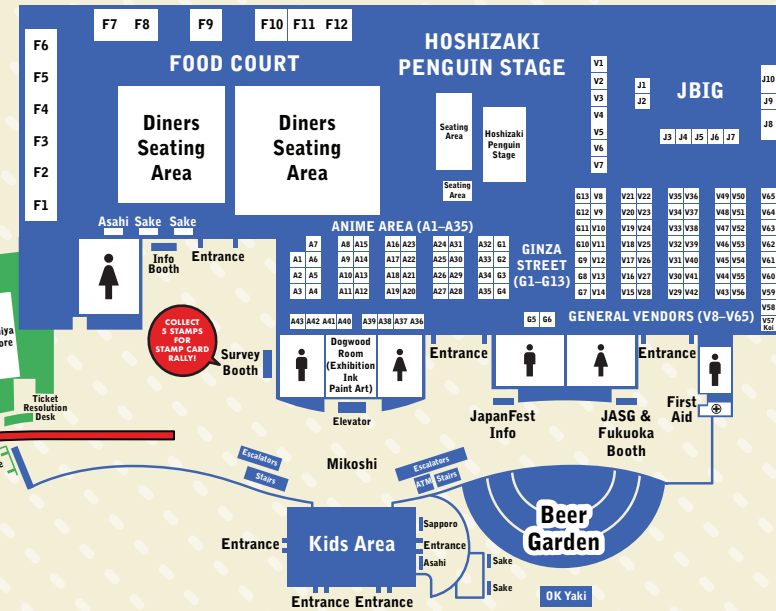 F7 F8 F9 F10 F11 F12
F6
F5
F4
F3
F2
F1
FOOD COURT
Diners
Seating
Area
Diners
Seating
Area
HOSHIZAKI
PENGUIN STAGE
Seating
Area
Hoshizaki
Penguin
Stage
Seating
Area
V1
V2
V3
V4
V5
V6
V7
J1
J2
JBIG
J10
J9
J8
J3 J4 J5 J6 J7
Asahi Sake Sake
Info
Booth
Entrance
ANIME AREA (A1–A35)
A7 A8 A15 A16 A23 A24 A31 A32 G1
A1 A6 A9 A14 A17 A22 A25 A30 A33 G2
A2 A5 A10 A13 A18 A21 A26 A29 A34 G3
A3 A4 A11 A12 A19 A20 A27 A28 A35 G4
A43 A42 A41 A40 A39 A38 A37 A36
GINZA
STREET
(G1–G13)
G5 G6
G13 V8 V21 V22 V35 V36 V49 V50 V65
G12 V9 V20 V23 V34 V37 V48 V51 V64
G11 V10 V19 V24 V33 V38 V47 V52 V63
G10 V11 V18 V25 V32 V39 V46 V53 V62
G9 V12 V17 V26 V31 V40 V45 V54 V61
G8 V13 V16 V27 V30 V41 V44 V55 V60
G7 V14 V15 V28 V29 V42 V43 V56 V59
V58
V57
Koi
GENERAL VENDORS (V8–V65)
COLLECT
5 STAMPS
FOR
STAMP CARD
RALLY!
Survey
Booth
Dogwood
Room
(Exhibition
Ink
Paint Art)
Elevator
Entrance
Entrance
JapanFest
Info
JASG &
Fukuoka
Booth
First
Aid
Ticket
Resolution
Desk
Escalators
Stairs
Mikoshi
Escalators
ATM Stairs
Entrance
Kids Area
Sapporo
Entrance
Asahi
Sake
Sake
Entrance Entrance
Beer
Garden
OK Yaki